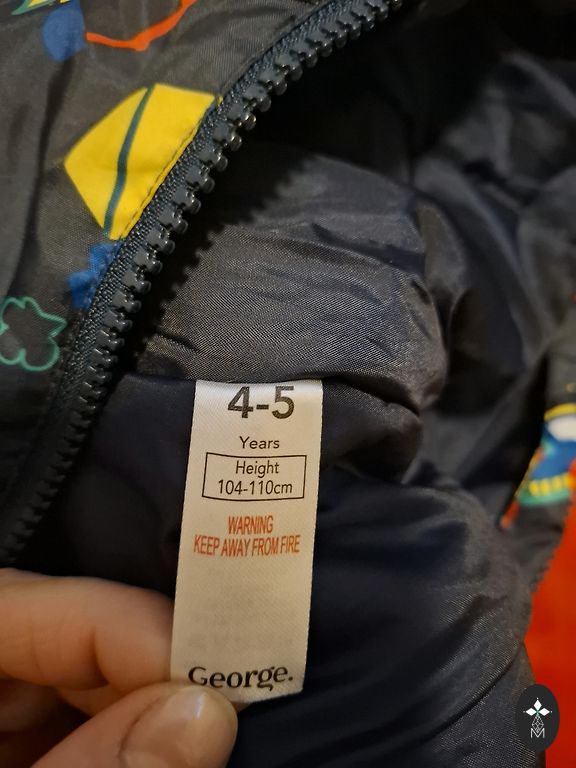 4-5
Years
Height
104-110cm
WARNING
KEEP AWAY FROM FIRE
George.